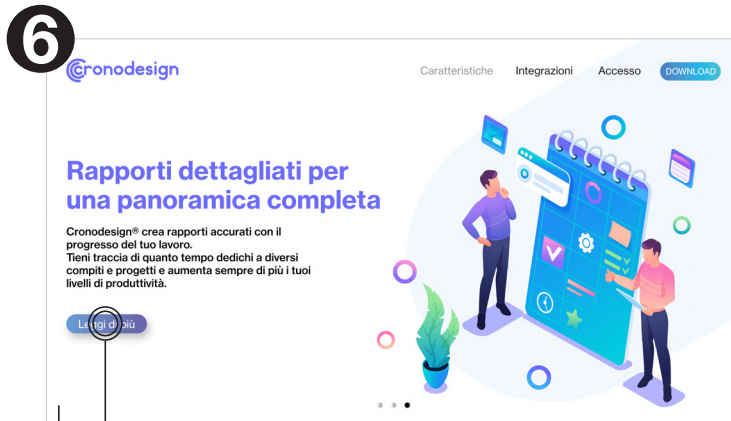 6
Cronodesign
Caratteristiche Integrazioni Accesso DOWNLOAD
Rapporti dettagliati per
una panoramica completa
Cronodesign® crea rapporti accurati con il
progresso del tuo lavoro.
Tieni traccia di quanto tempo dedichi a diversi
compiti e progetti e aumenta sempre di più i tuoi
livelli di produttività.
Leggi di più